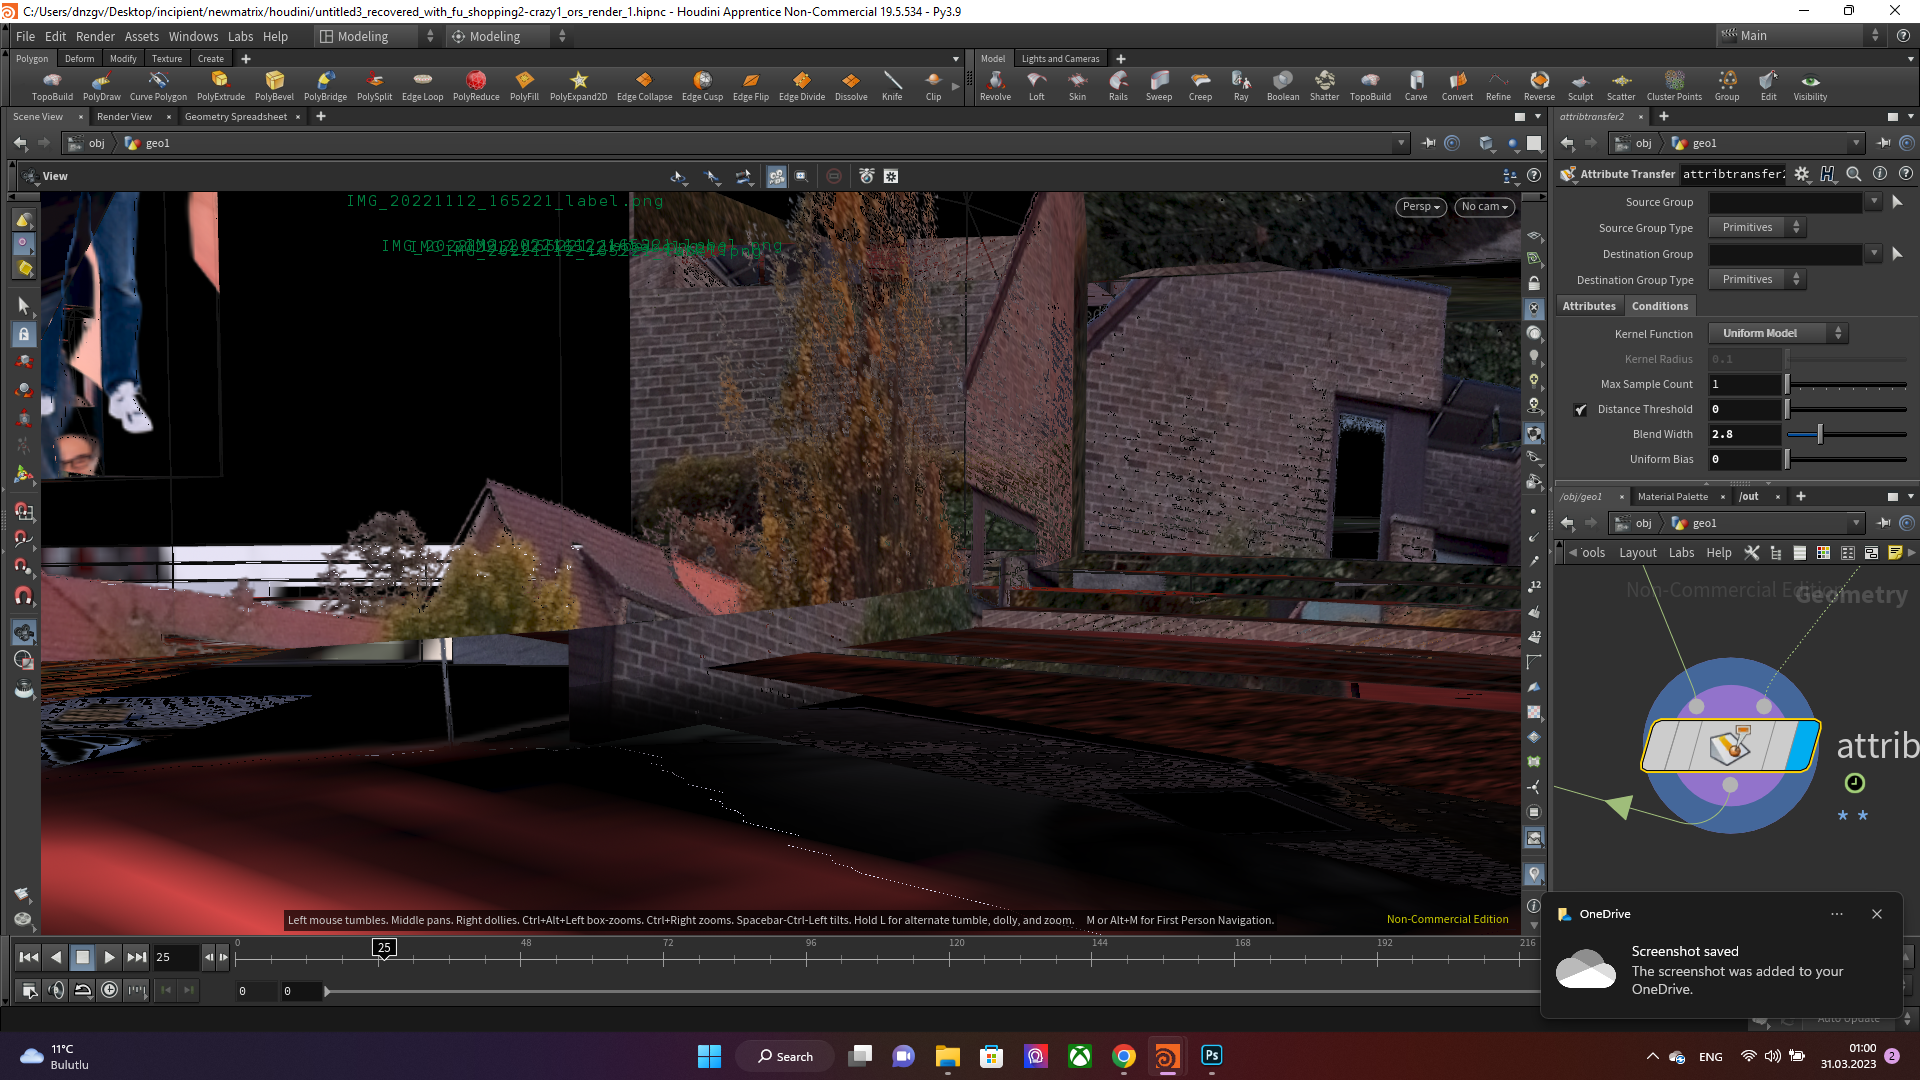 C:/Users/dnzgv/Desktop/incipient/newmatrix/houdini/untitled3_recovered_with_fu_shopping2-crazy1_ors_render_1.hipnc - Houdini Apprentice Non-Commercial 19.5.534 - Py3.9
File Edit Render Assets Windows Labs Help Modeling Modeling Main
Polygon Deform Modify Texture Create Model Lights and Cameras
TopoBuild PolyDraw Curve Polygon PolyExtrude PolyBevel PolyBridge PolySplit Edge Loop PolyReduce PolyFill PolyExpand2D Edge Collapse Edge Cusp Edge Flip Edge Divide Dissolve Knife Clip Revolve Loft Skin Rails Sweep Creep Ray Boolean Shatter TopoBuild Carve Convert Refine Reverse Sculpt Scatter Cluster Points Group Edit Visibility
Scene View Render View Geometry Spreadsheet attribtransfer2
obj geo1 obj geo1
View Attribute Transfer attribtransfer2
IMG_20221112_165221_label.png
Persp No cam
Source Group
Source Group Type Primitives
Destination Group
Destination Group Type Primitives
Attributes Conditions
Kernel Function Uniform Model
Kernel Radius 0.1
Max Sample Count 1
Distance Threshold 0
Blend Width 2.8
Uniform Bias 0
/obj/geo1 Material Palette /out
obj geo1
ools Layout Labs Help
Non-Commercial Edition
Geometry
attrib
12
12
Left mouse tumbles. Middle pans. Right dollies. Ctrl+Alt+Left box-zooms. Ctrl+Right zooms. Spacebar-Ctrl-Left tilts. Hold L for alternate tumble, dolly, and zoom. M or Alt+M for First Person Navigation.
Non-Commercial Edition
OneDrive
Screenshot saved
The screenshot was added to your
OneDrive.
25 0 25 48 72 96 120 144 168 192 216
0 0
Auto Update
11°C
Bulutlu
Search
Ps
ENG
01:00
31.03.2023
2